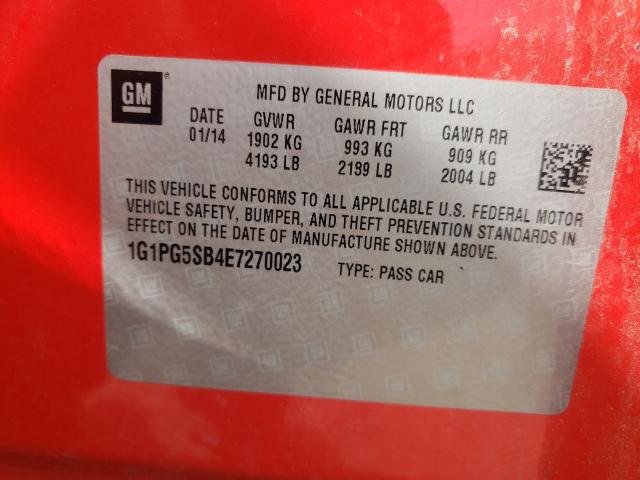 GM ®
MFD BY GENERAL MOTORS LLC
DATE GVWR GAWR FRT GAWR RR
01/14 1902 KG 993 KG 909 KG
4193 LB 2189 LB 2004 LB
THIS VEHICLE CONFORMS TO ALL APPLICABLE U.S. FEDERAL MOTOR
VEHICLE SAFETY, BUMPER, AND THEFT PREVENTION STANDARDS IN
EFFECT ON THE DATE OF MANUFACTURE SHOWN ABOVE.
1G1PG5SB4E7270023 TYPE: PASS CAR